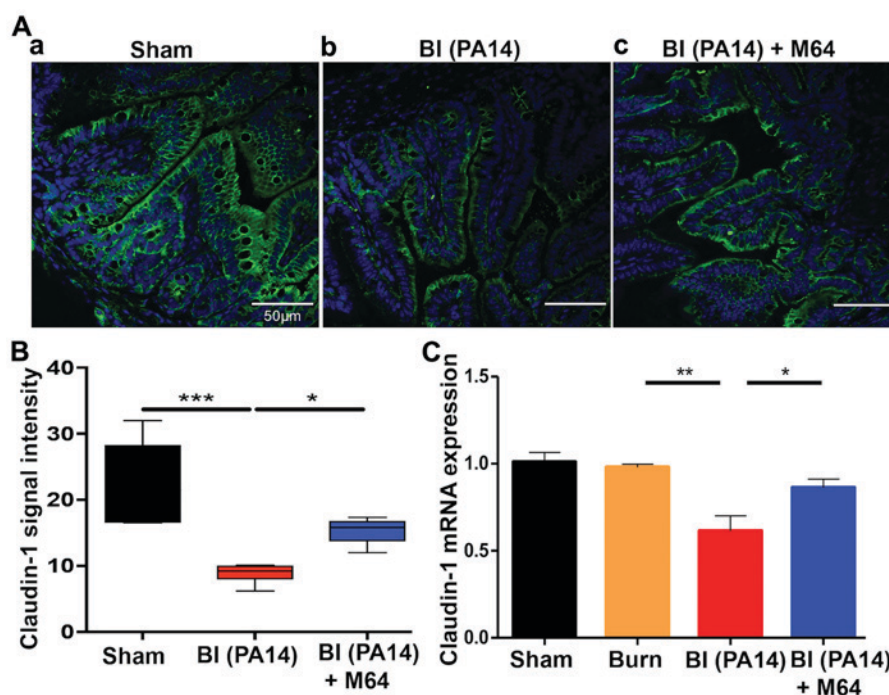 A
a
Sham
b
BI (PA14)
c
BI (PA14) + M64
50µm
B
Claudin-1 signal intensity
40
30
20
10
0
***
*
Sham
BI (PA14)
BI (PA14)
+ M64
C
Claudin-1 mRNA expression
1.5
1.0
0.5
0.0
**
*
Sham
Burn
BI (PA14)
BI (PA14)
+ M64